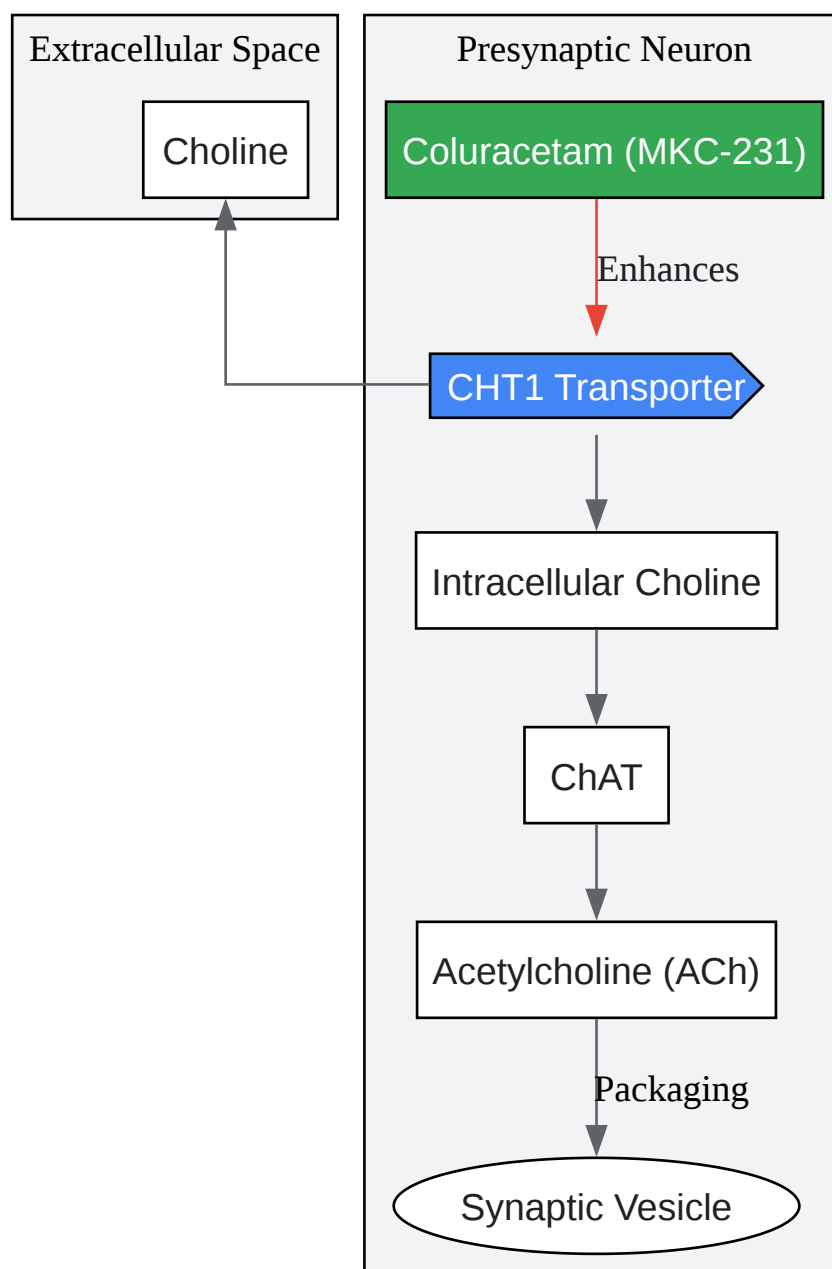 Extracellular Space
Choline
Presynaptic Neuron
Coluracetam (MKC-231)
Enhances
CHT1 Transporter
Intracellular Choline
ChAT
Acetylcholine (ACh)
Packaging
Synaptic Vesicle